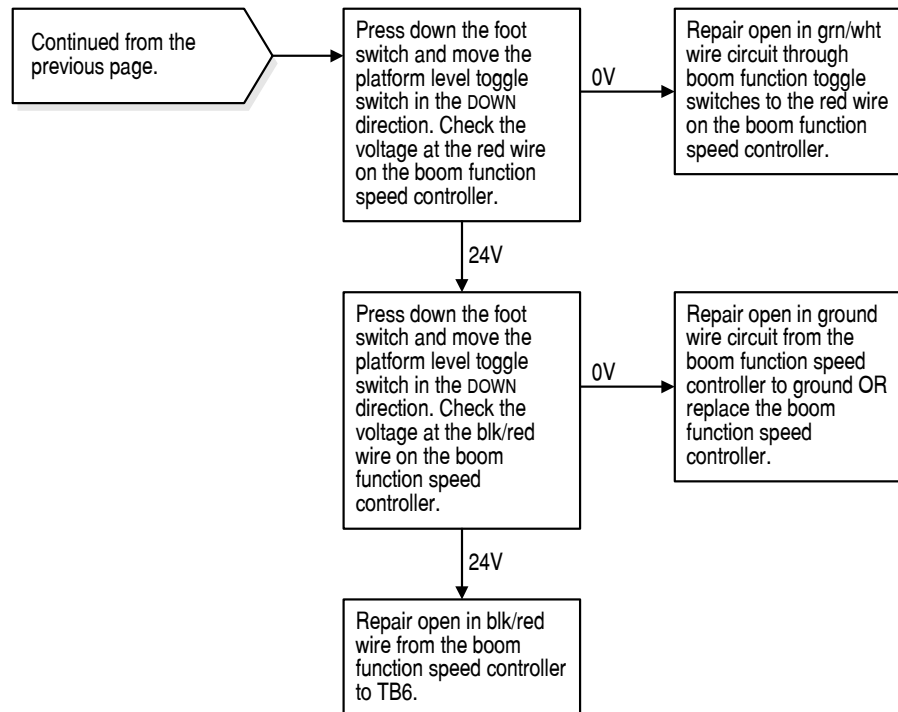 Continued from the
previous page.
Press down the foot
switch and move the
platform level toggle
switch in the DOWN
direction. Check the
voltage at the red wire
on the boom function
speed controller.
0V
Repair open in grn/wht
wire circuit through
boom function toggle
switches to the red wire
on the boom function
speed controller.
24V
Press down the foot
switch and move the
platform level toggle
switch in the DOWN
direction. Check the
voltage at the blk/red
wire on the boom
function speed
controller.
0V
Repair open in ground
wire circuit from the
boom function speed
controller to ground OR
replace the boom
function speed
controller.
24V
Repair open in blk/red
wire from the boom
function speed controller
to TB6.